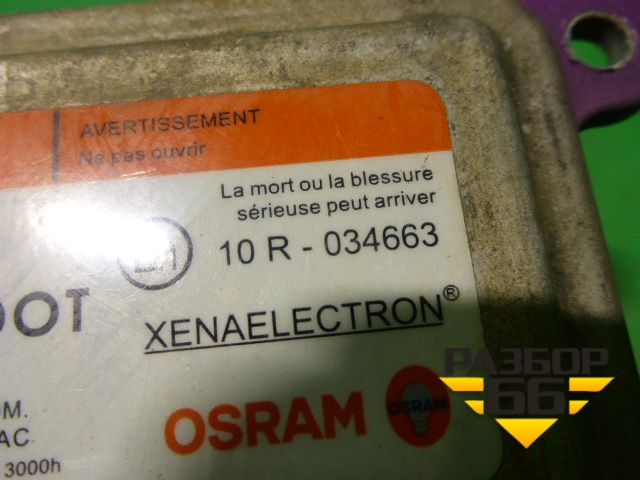 AVERTISSEMENT
Ne pas ouvrir
La mort ou la blessure
sérieuse peut arriver
10 R - 034663
DOT
XENAELECTRON®
OSRAM
OSRAM
OM.
AC
3000h
РАЗБОР
66